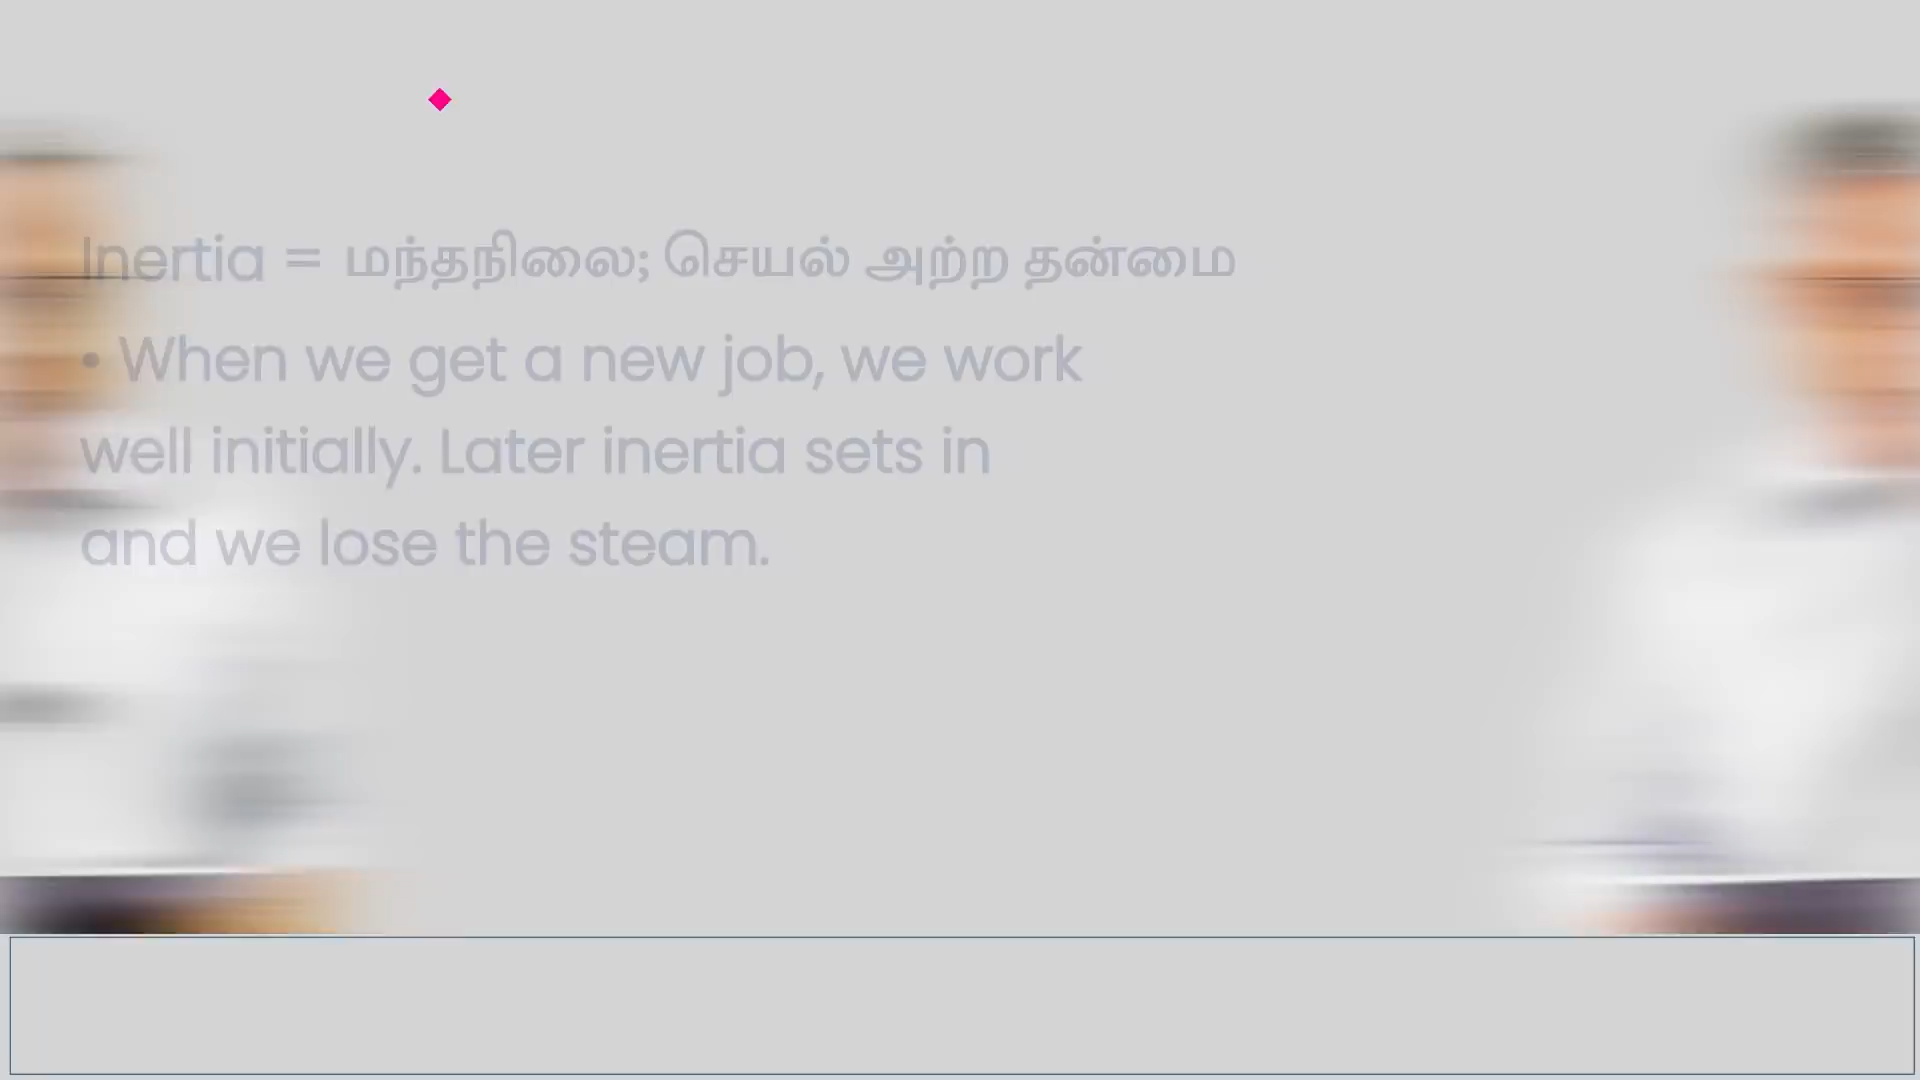 Inertia = மந்தநிலை; செயல் அற்ற தன்மை
• When we get a new job, we work
well initially. Later inertia sets in
and we lose the steam.